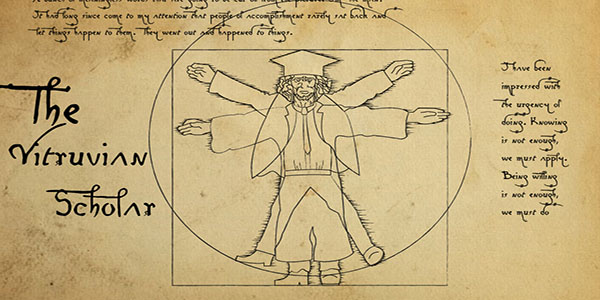 It had long since come to my attention that people of accomplishment rarely sat back and
let things happen to them. They went out and happened to things.
The
Vitruvian
Scholar
I have been
impressed with
the urgency of
doing. Knowing
is not enough,
we must apply.
Being willing
is not enough,
we must do